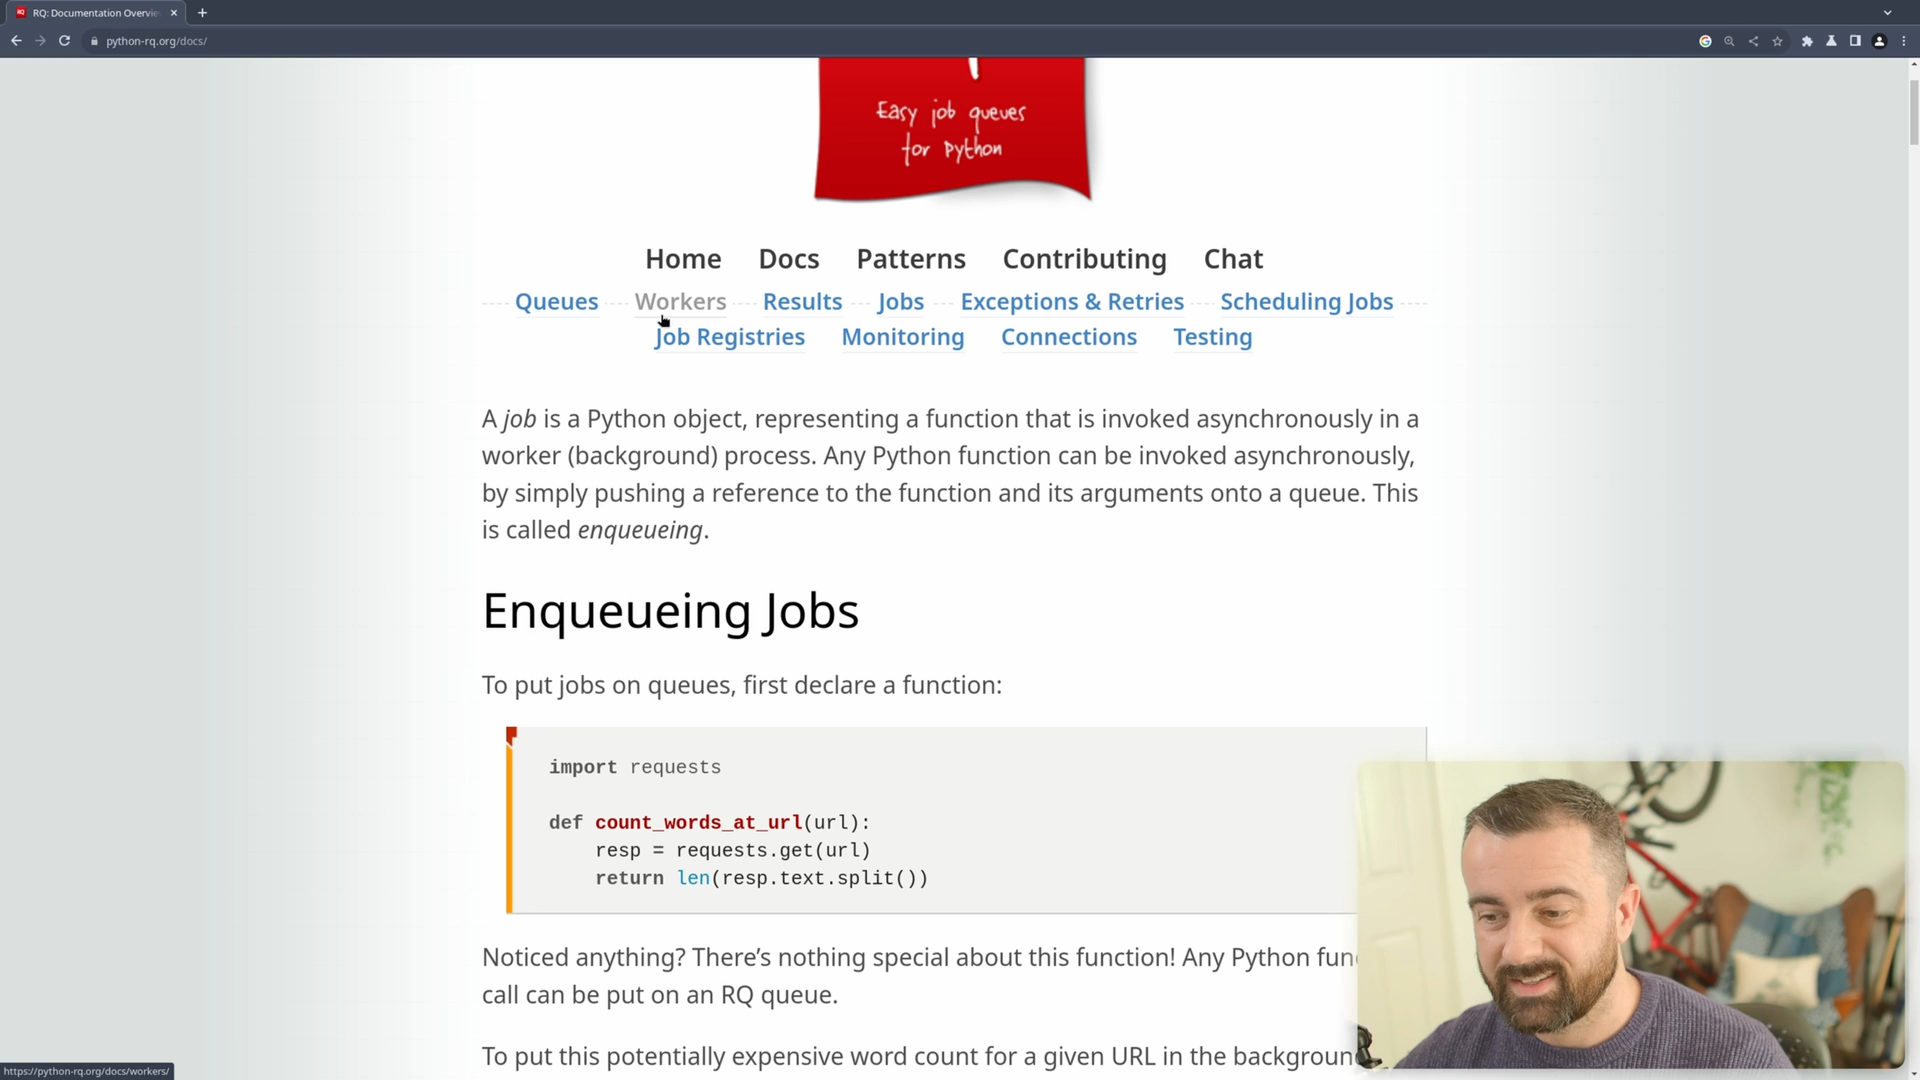 RQ: Documentation Overvie
python-rq.org/docs/
Easy job queues
for Python
Home Docs Patterns Contributing Chat
Queues Workers Results Jobs Exceptions & Retries Scheduling Jobs
Job Registries Monitoring Connections Testing
A job is a Python object, representing a function that is invoked asynchronously in a
worker (background) process. Any Python function can be invoked asynchronously,
by simply pushing a reference to the function and its arguments onto a queue. This
is called enqueueing.
Enqueueing Jobs
To put jobs on queues, first declare a function:
import requests
def count_words_at_url(url):
resp = requests.get(url)
return len(resp.text.split())
Noticed anything? There’s nothing special about this function! Any Python fun
call can be put on an RQ queue.
To put this potentially expensive word count for a given URL in the background
https://python-rq.org/docs/workers/